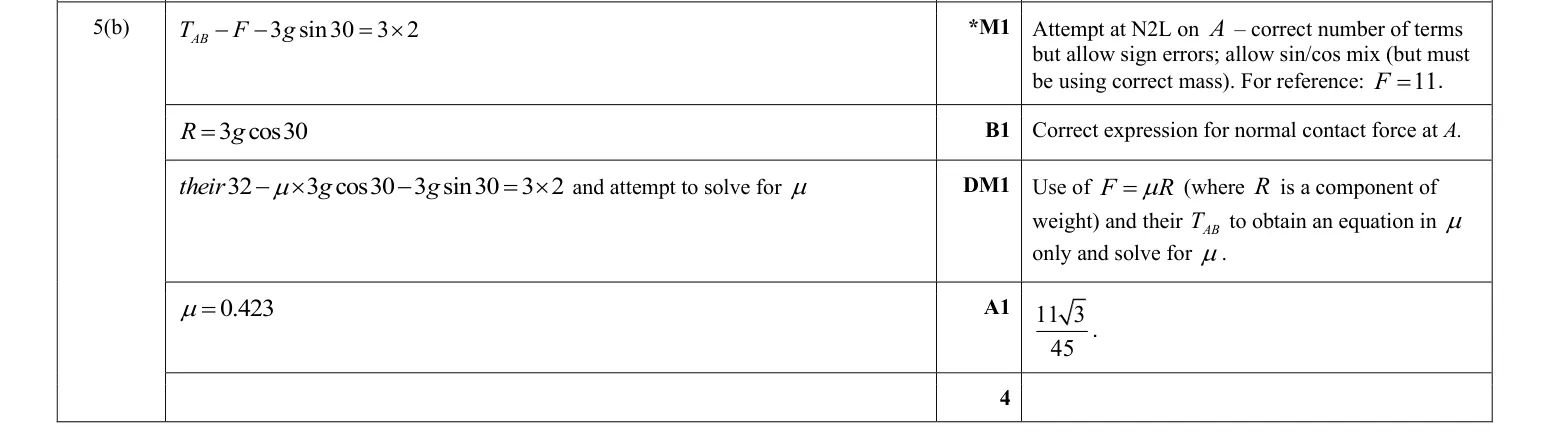 5(b) T_AB − F − 3g sin 30 = 3 × 2 *M1 Attempt at N2L on A – correct number of terms
but allow sign errors; allow sin/cos mix (but must
be using correct mass). For reference: F = 11.
R = 3g cos 30 B1 Correct expression for normal contact force at A.
their 32 − μ × 3g cos 30 − 3g sin 30 = 3 × 2 and attempt to solve for μ DM1 Use of F = μR (where R is a component of
weight) and their T_AB to obtain an equation in μ
only and solve for μ.
μ = 0.423 A1 11√3/45.
4